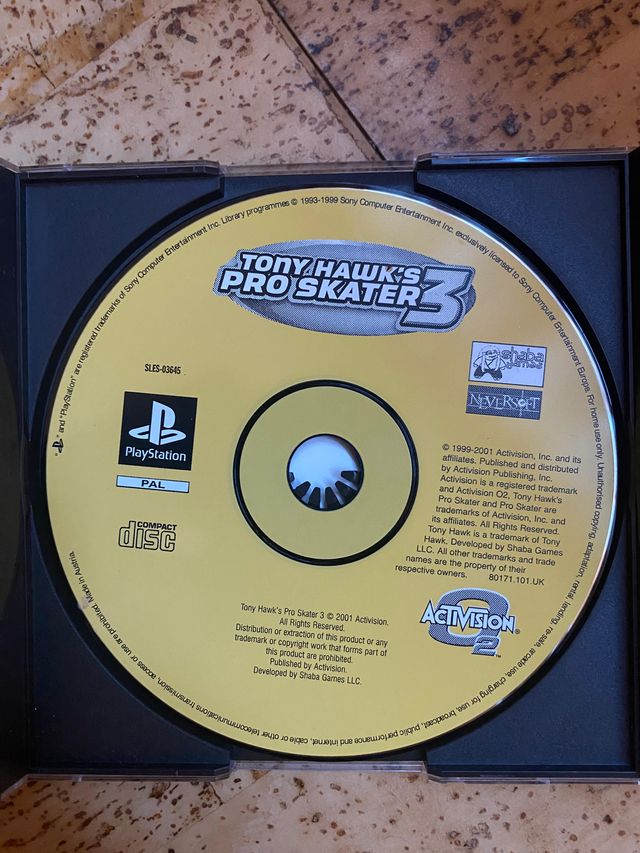 "PS" and "PlayStation" are registered trademarks of Sony Computer Entertainment Inc. Library programmes © 1993-1999 Sony Computer Entertainment Inc. exclusively licensed to Sony Computer Entertainment Europe. For home use only. Unauthorised copying, adaptation, rental, lending, re-sale, arcade use, charging for use, broadcast, public performance and internet, cable or other telecommunications transmission, access or use are prohibited. Made in Austria.
TONY HAWK'S
PRO SKATER 3
SLES-03645
shaba
games
NEVERSOFT
PlayStation
PAL
COMPACT
disc
© 1999-2001 Activision, Inc. and its
affiliates. Published and distributed
by Activision Publishing, Inc.
Activision is a registered trademark
and Activision O2, Tony Hawk's
Pro Skater and Pro Skater are
trademarks of Activision, Inc. and
its affiliates. All Rights Reserved.
Tony Hawk is a trademark of Tony
Hawk. Developed by Shaba Games
LLC. All other trademarks and trade
names are the property of their
respective owners. 80171.101.UK
Tony Hawk's Pro Skater 3 © 2001 Activision.
All Rights Reserved.
Distribution or extraction of this product or any
trademark or copyright work that forms part of
this product are prohibited.
Published by Activision.
Developed by Shaba Games LLC.
ACTIVISION®
O2™